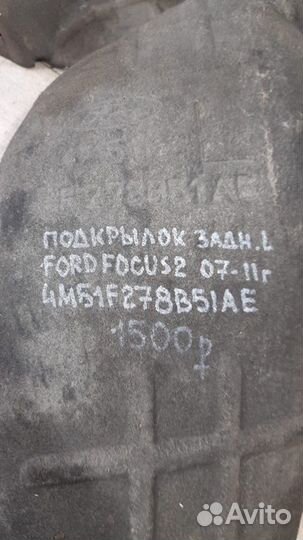 ПОДКРЫЛОК ЗАДН. L
FORD FOCUS2 07-11г
4M51F278B51AE
1500р
Avito